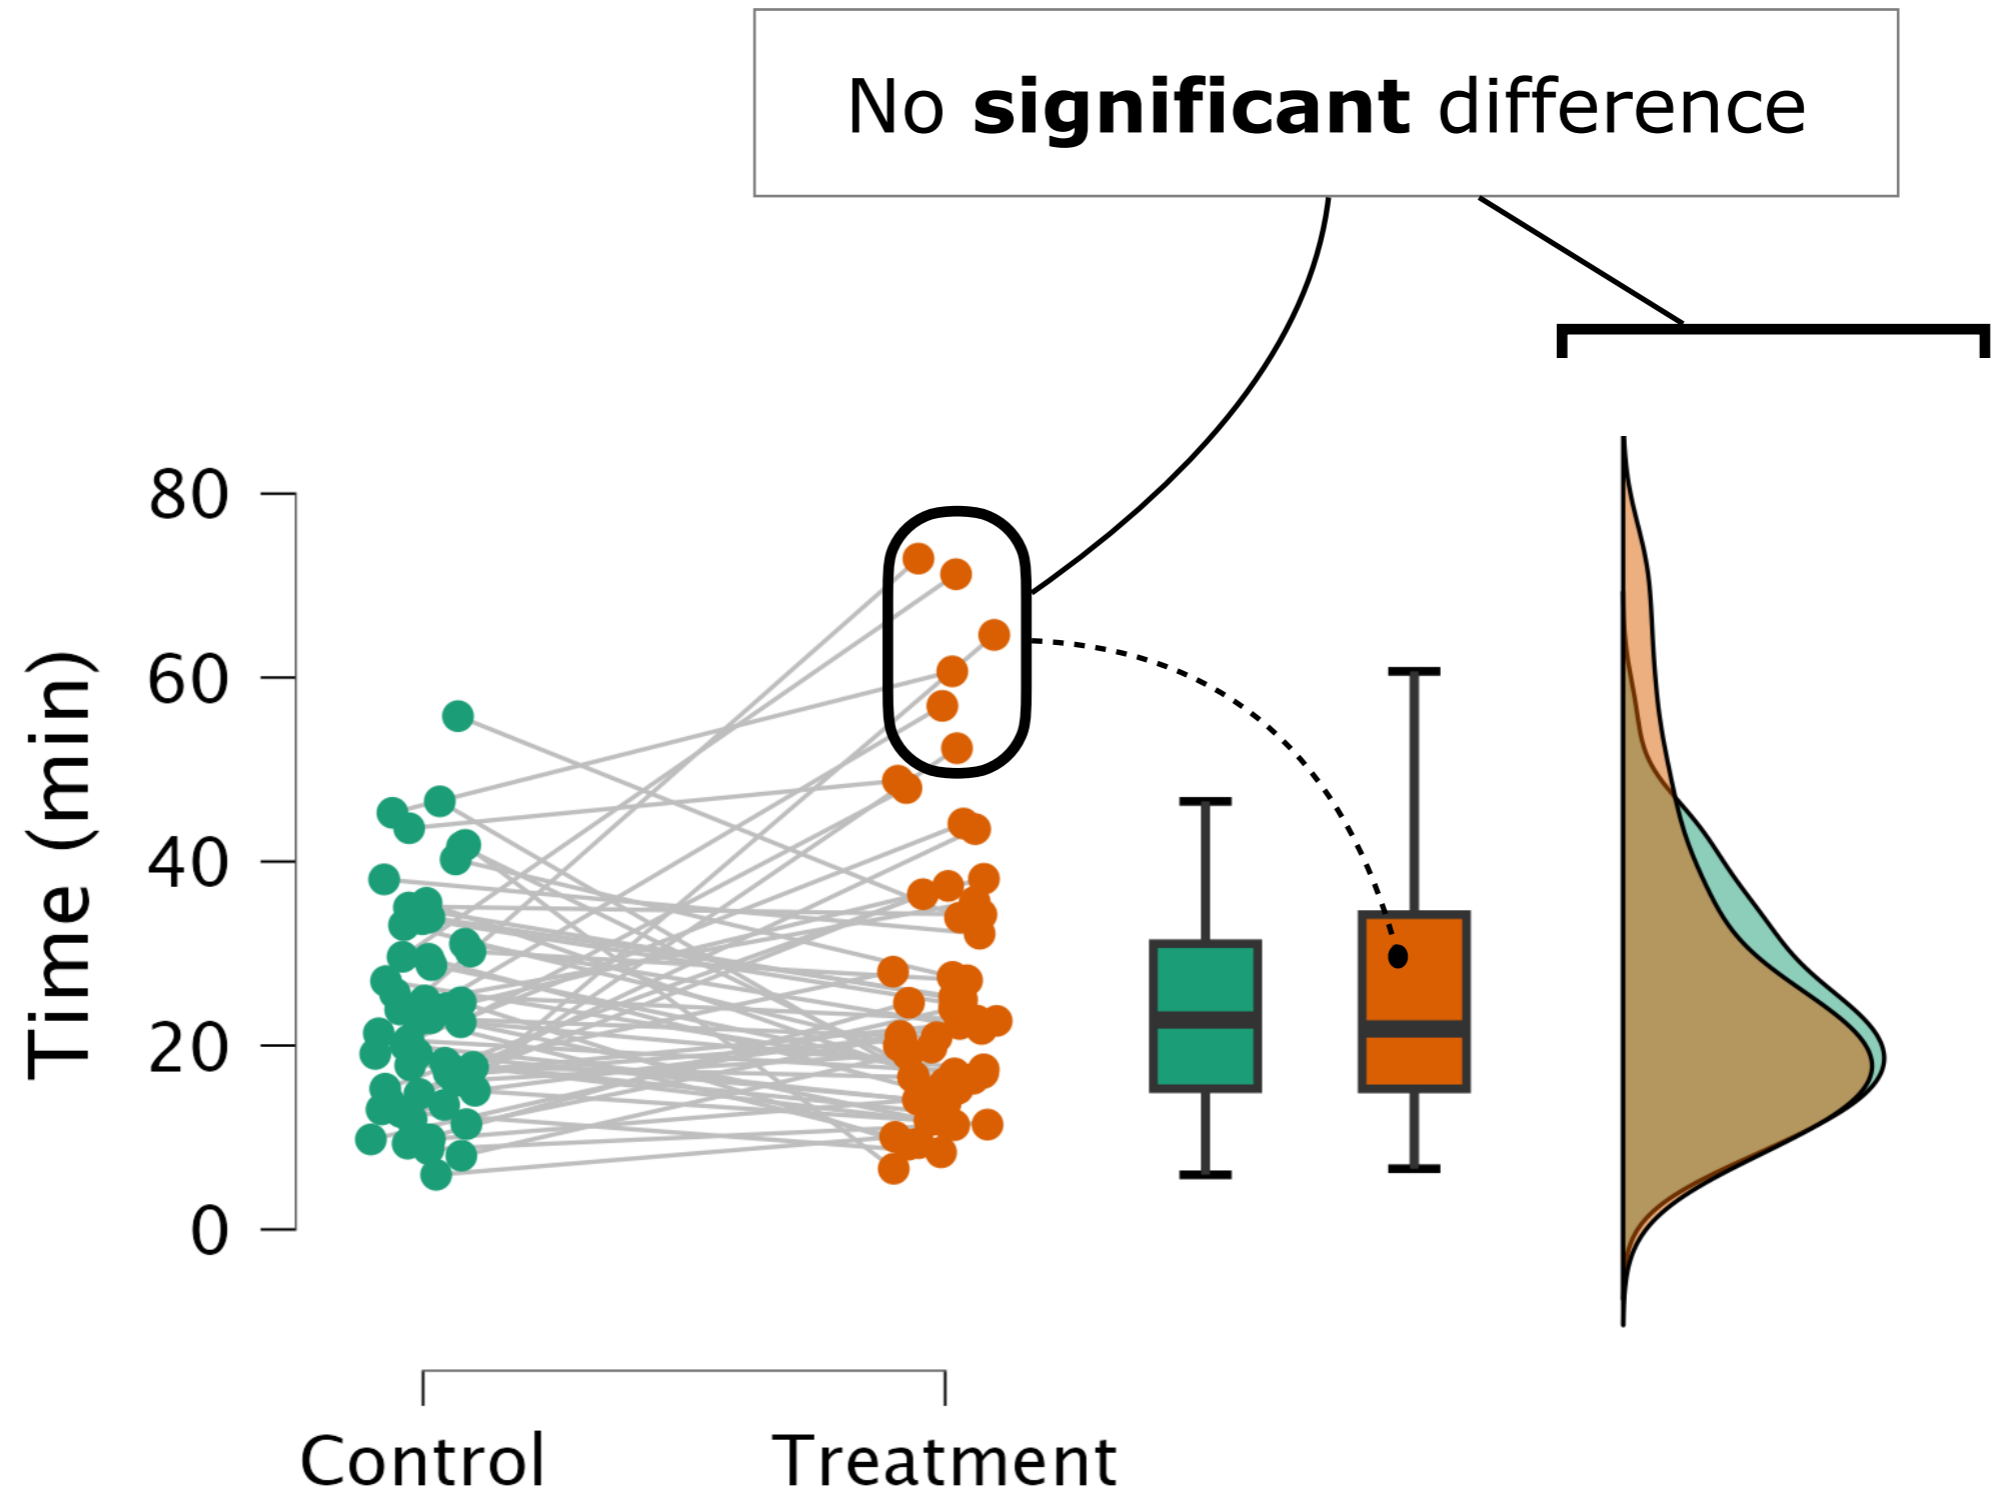 No significant difference
80
60
40
20
0
Time (min)
Control
Treatment